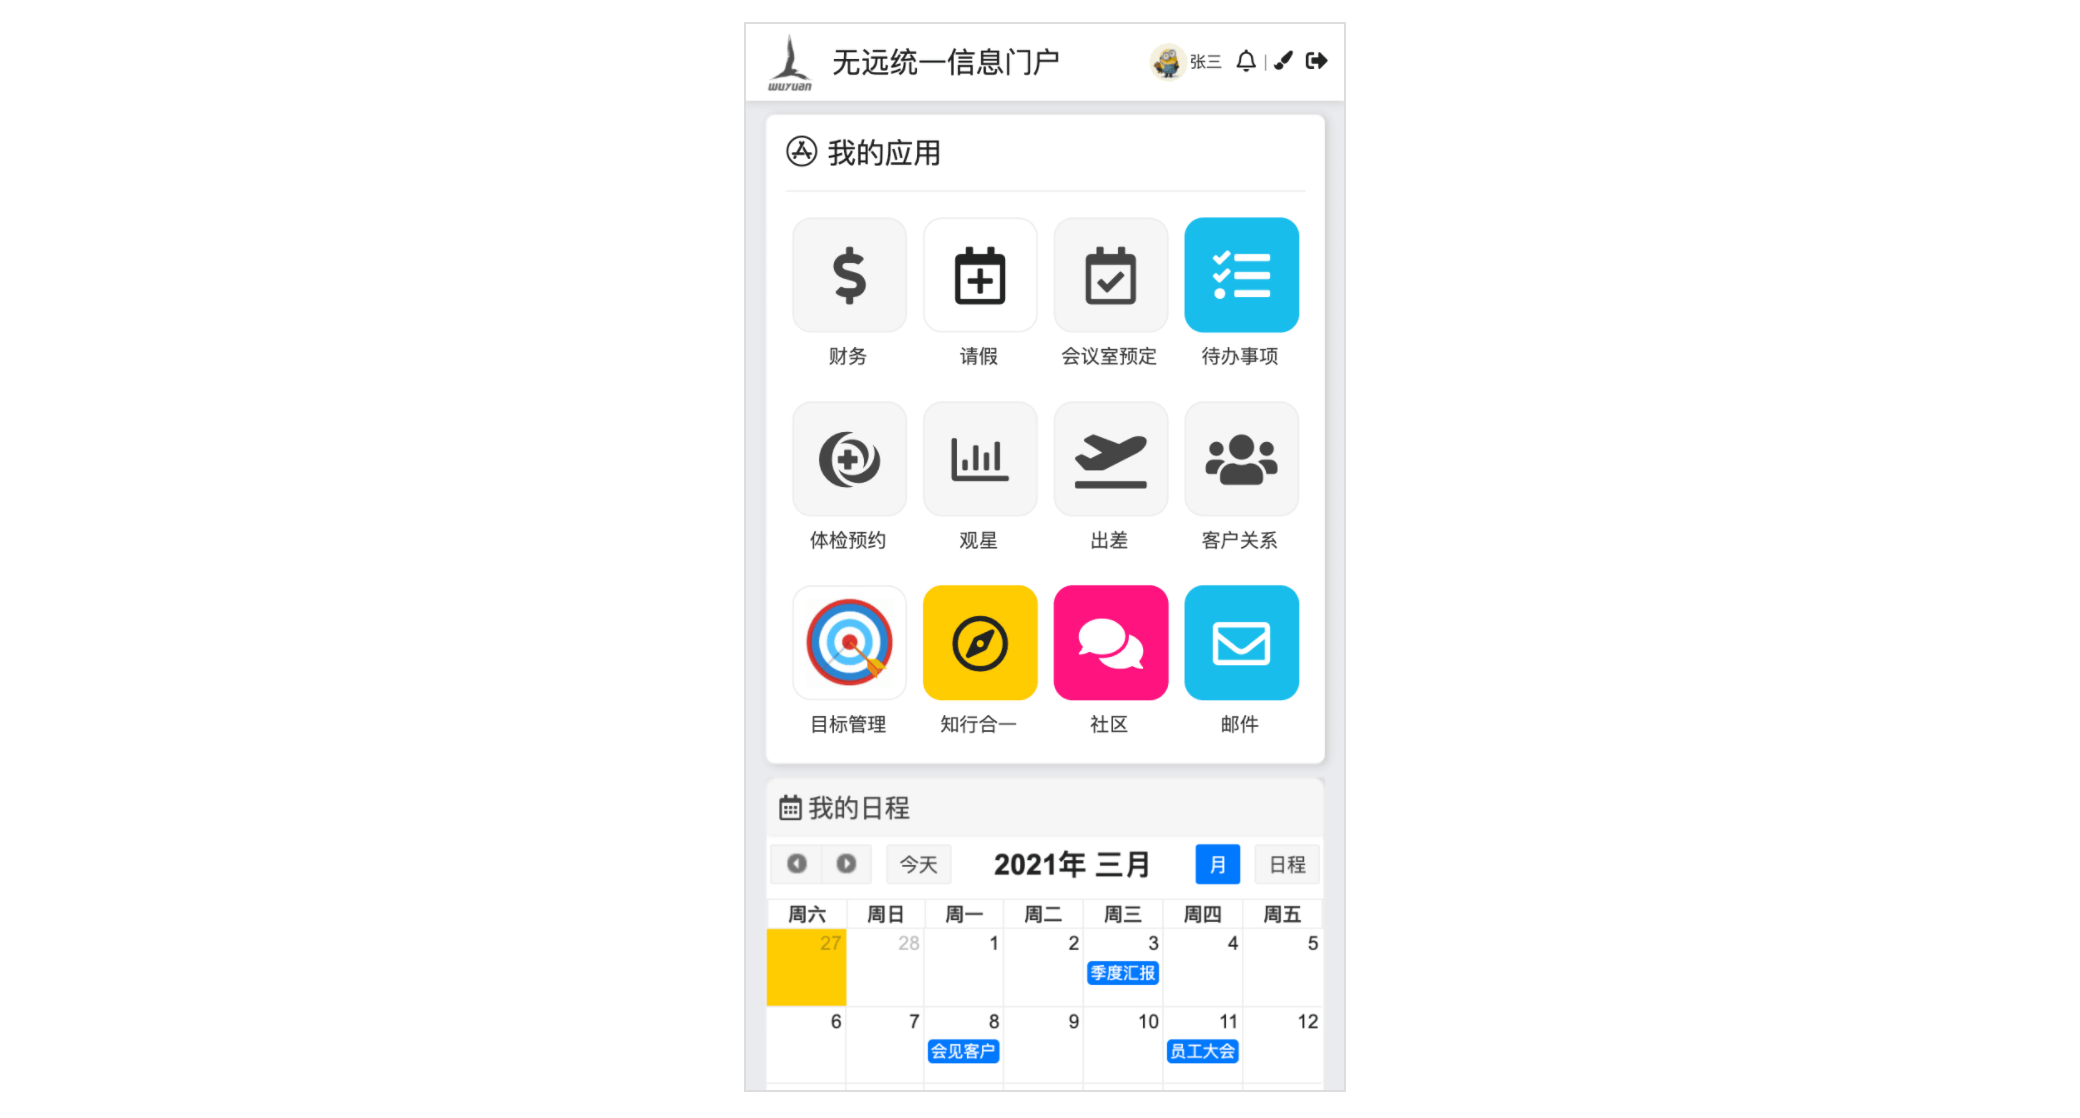 wuyuan
无远统一信息门户
张三
我的应用
财务 请假 会议室预定 待办事项
体检预约 观星 出差 客户关系
目标管理 知行合一 社区 邮件
我的日程
今天 2021年 三月 月 日程
周六 周日 周一 周二 周三 周四 周五
27 28 1 2 3 4 5
季度汇报
6 7 8 9 10 11 12
会见客户 员工大会